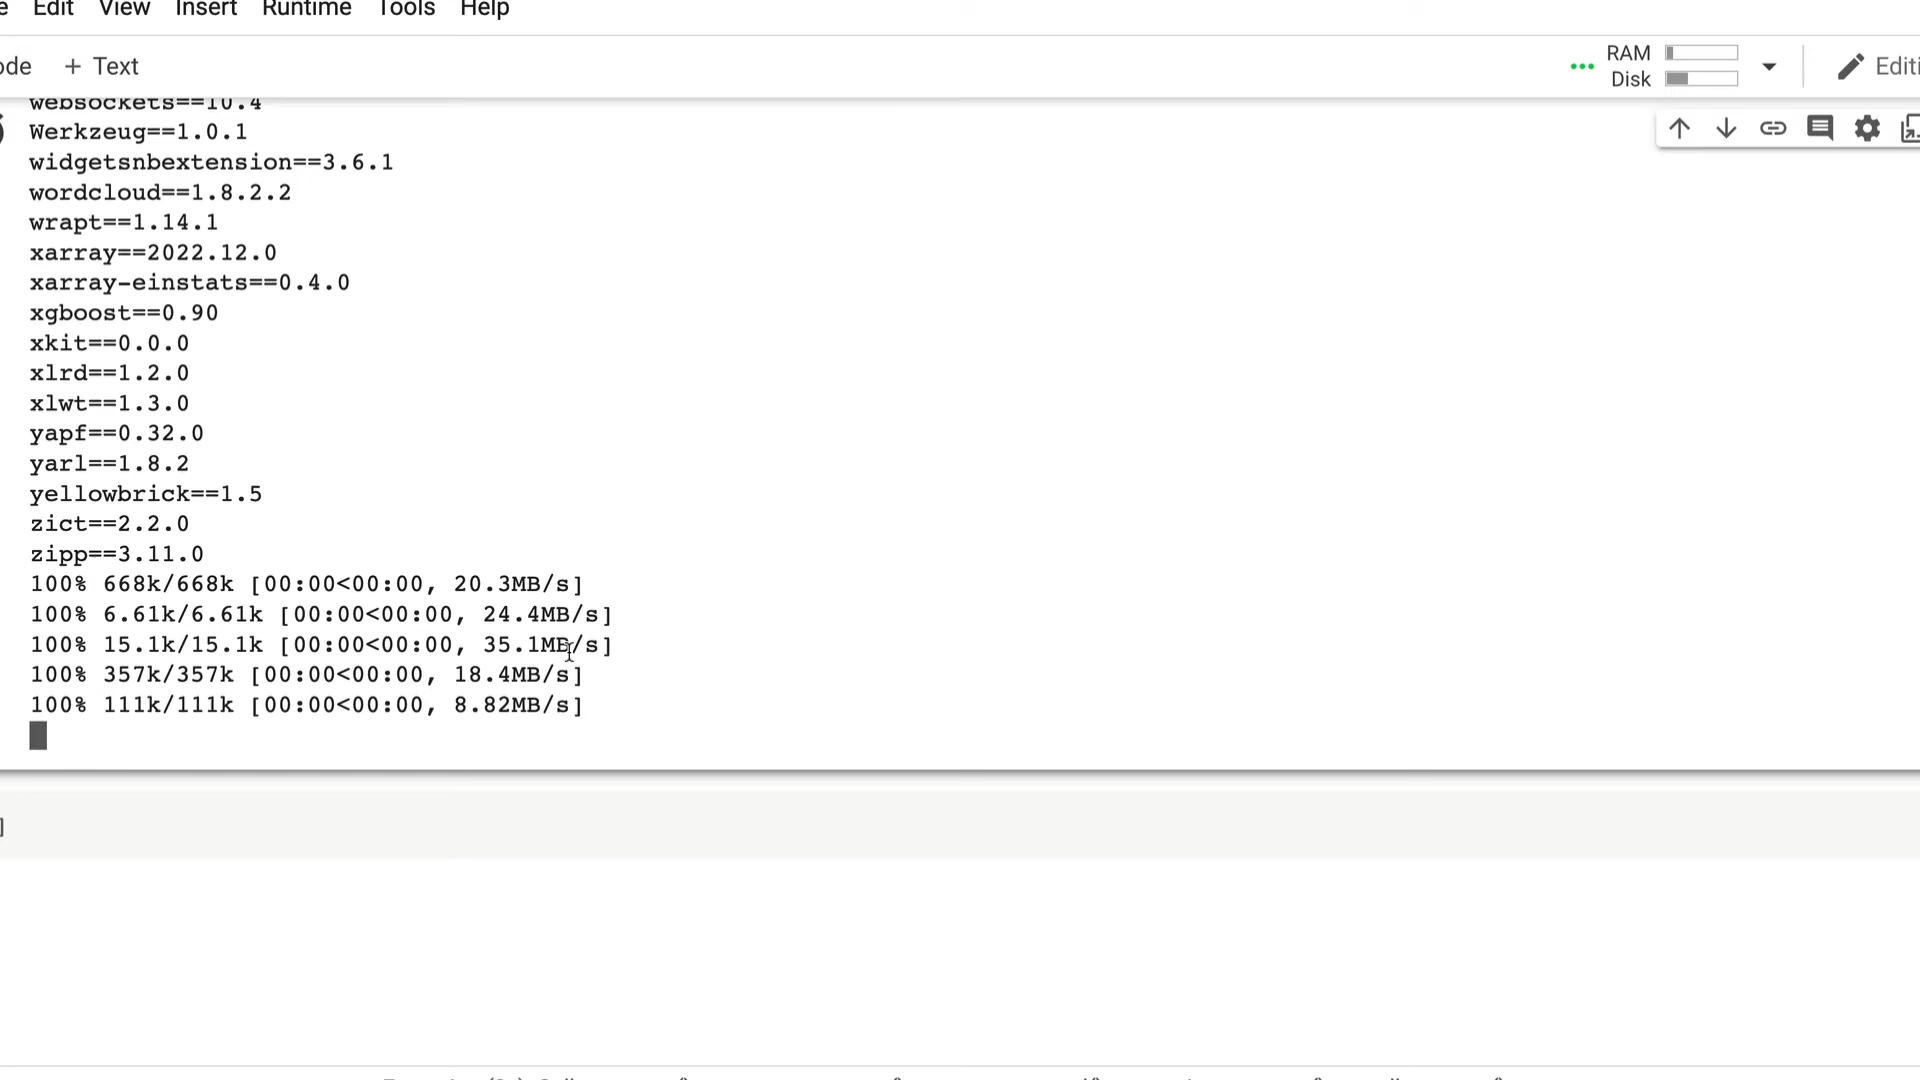 Edit View Insert Runtime Tools Help
ode + Text
RAM
Disk
Editi
websockets==10.4
Werkzeug==1.0.1
widgetsnbextension==3.6.1
wordcloud==1.8.2.2
wrapt==1.14.1
xarray==2022.12.0
xarray-einstats==0.4.0
xgboost==0.90
xkit==0.0.0
xlrd==1.2.0
xlwt==1.3.0
yapf==0.32.0
yarl==1.8.2
yellowbrick==1.5
zict==2.2.0
zipp==3.11.0
100% 668k/668k [00:00<00:00, 20.3MB/s]
100% 6.61k/6.61k [00:00<00:00, 24.4MB/s]
100% 15.1k/15.1k [00:00<00:00, 35.1MB/s]
100% 357k/357k [00:00<00:00, 18.4MB/s]
100% 111k/111k [00:00<00:00, 8.82MB/s]
]